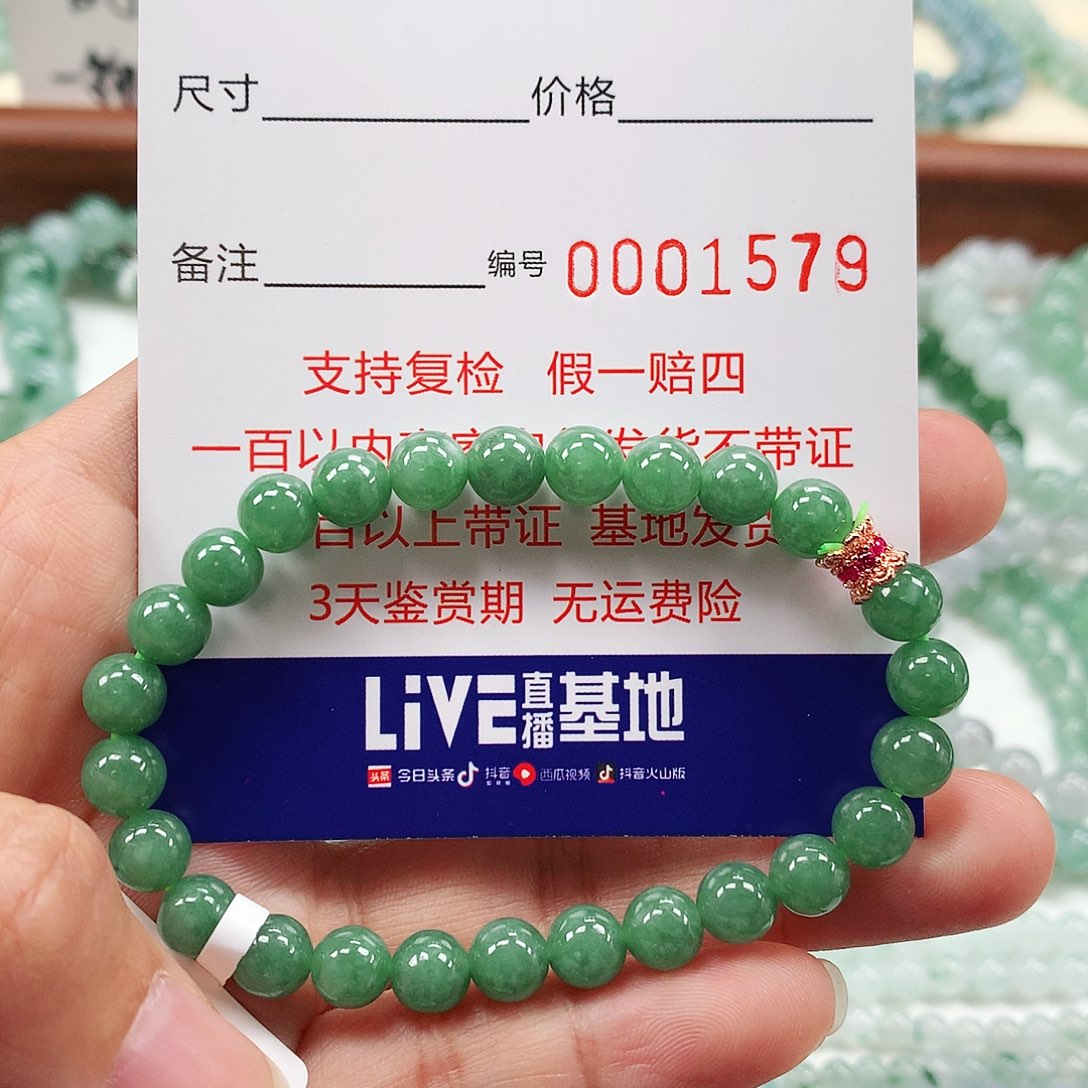 尺寸 价格
备注 编号 0001579
支持复检 假一赔四
一百以内 发货不带证
百以上带证 基地发货
3天鉴赏期 无运费险
LiVE直播基地
头条 今日头条 抖音 西瓜视频 抖音火山版